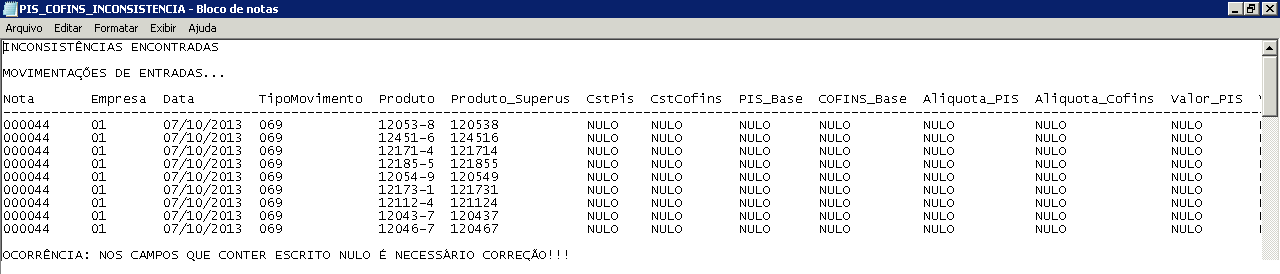 PIS_COFINS_INCONSISTENCIA - Bloco de notas
Arquivo Editar Formatar Exibir Ajuda
INCONSISTÊNCIAS ENCONTRADAS
MOVIMENTAÇÕES DE ENTRADAS...
Nota Empresa Data TipoMovimento Produto Produto_Superus CstPis CstCofins PIS_Base COFINS_Base Aliquota_PIS Aliquota_Cofins Valor_PIS
000044 01 07/10/2013 069 12053-8 120538 NULO NULO NULO NULO NULO NULO NULO
000044 01 07/10/2013 069 12451-6 124516 NULO NULO NULO NULO NULO NULO NULO
000044 01 07/10/2013 069 12171-4 121714 NULO NULO NULO NULO NULO NULO NULO
000044 01 07/10/2013 069 12185-5 121855 NULO NULO NULO NULO NULO NULO NULO
000044 01 07/10/2013 069 12054-9 120549 NULO NULO NULO NULO NULO NULO NULO
000044 01 07/10/2013 069 12173-1 121731 NULO NULO NULO NULO NULO NULO NULO
000044 01 07/10/2013 069 12112-4 121124 NULO NULO NULO NULO NULO NULO NULO
000044 01 07/10/2013 069 12043-7 120437 NULO NULO NULO NULO NULO NULO NULO
000044 01 07/10/2013 069 12046-7 120467 NULO NULO NULO NULO NULO NULO NULO
OCORRÊNCIA: NOS CAMPOS QUE CONTER ESCRITO NULO É NECESSÁRIO CORREÇÃO!!!